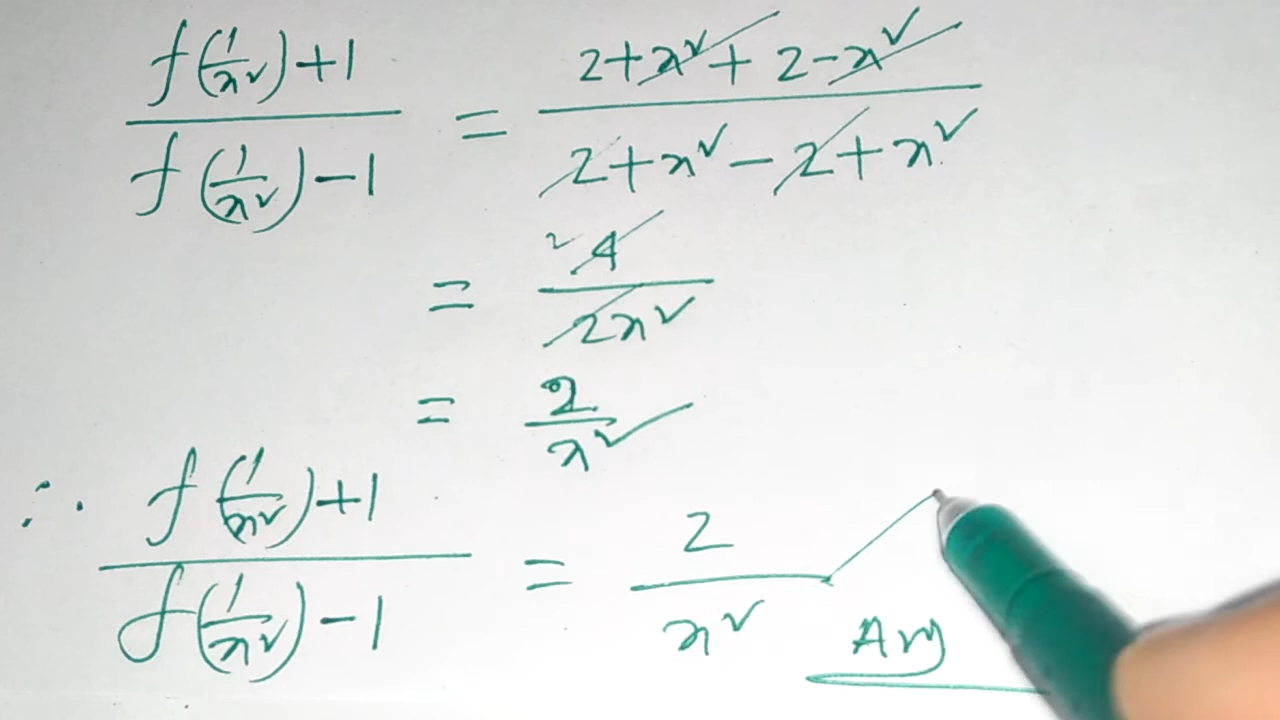 f(1/x²)+1 / f(1/x²)-1 = 2+x²+2-x² / 2+x²-2+x²
= 4 2 / 2x²
= 2/x²
∴ f(1/x²)+1 / f(1/x²)-1 = 2/x²